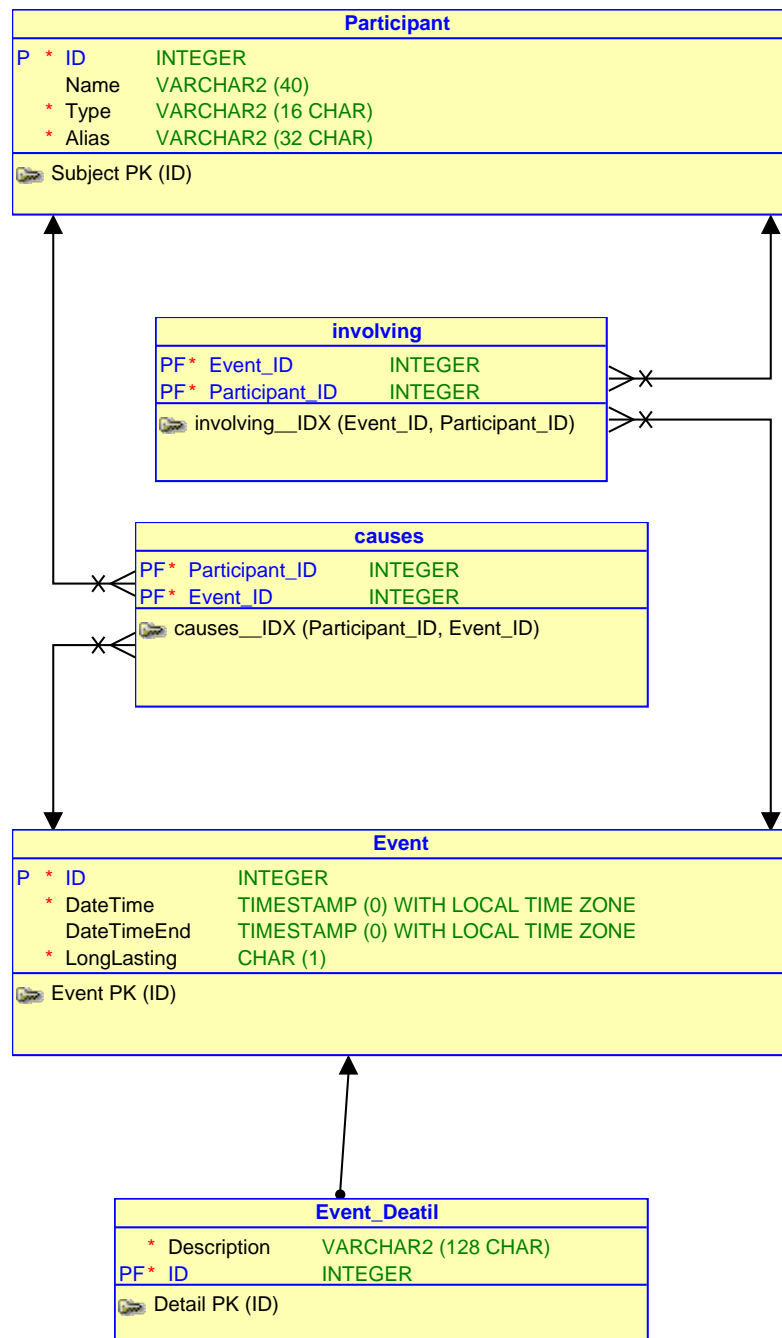 Participant
P * ID INTEGER
Name VARCHAR2 (40)
* Type VARCHAR2 (16 CHAR)
* Alias VARCHAR2 (32 CHAR)
Subject PK (ID)
involving
PF* Event_ID INTEGER
PF* Participant_ID INTEGER
involving__IDX (Event_ID, Participant_ID)
causes
PF* Participant_ID INTEGER
PF* Event_ID INTEGER
causes__IDX (Participant_ID, Event_ID)
Event
P * ID INTEGER
* DateTime TIMESTAMP (0) WITH LOCAL TIME ZONE
DateTimeEnd TIMESTAMP (0) WITH LOCAL TIME ZONE
* LongLasting CHAR (1)
Event PK (ID)
Event_Deatil
* Description VARCHAR2 (128 CHAR)
PF* ID INTEGER
Detail PK (ID)